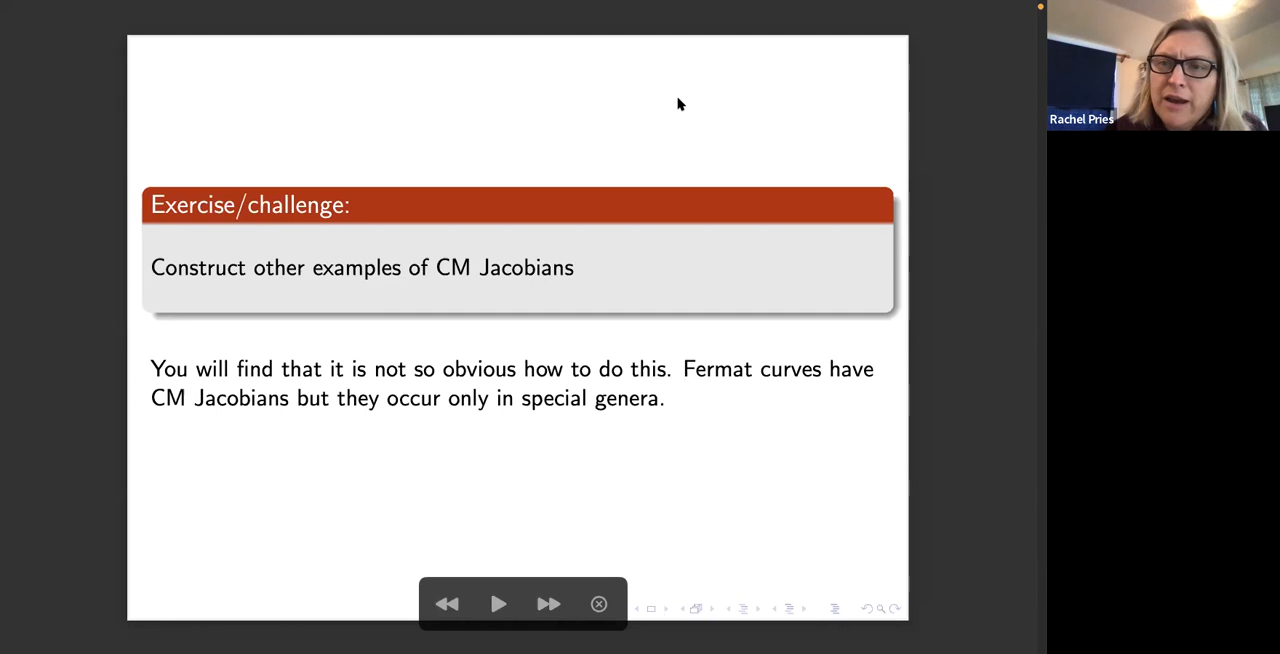 Exercise/challenge:
Construct other examples of CM Jacobians
You will find that it is not so obvious how to do this. Fermat curves have
CM Jacobians but they occur only in special genera.
Rachel Pries